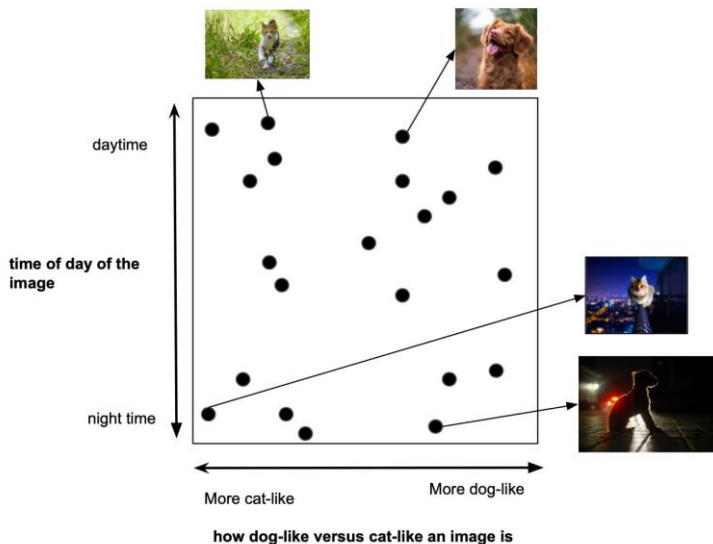 daytime
time of day of the
image
night time
More cat-like
More dog-like
how dog-like versus cat-like an image is